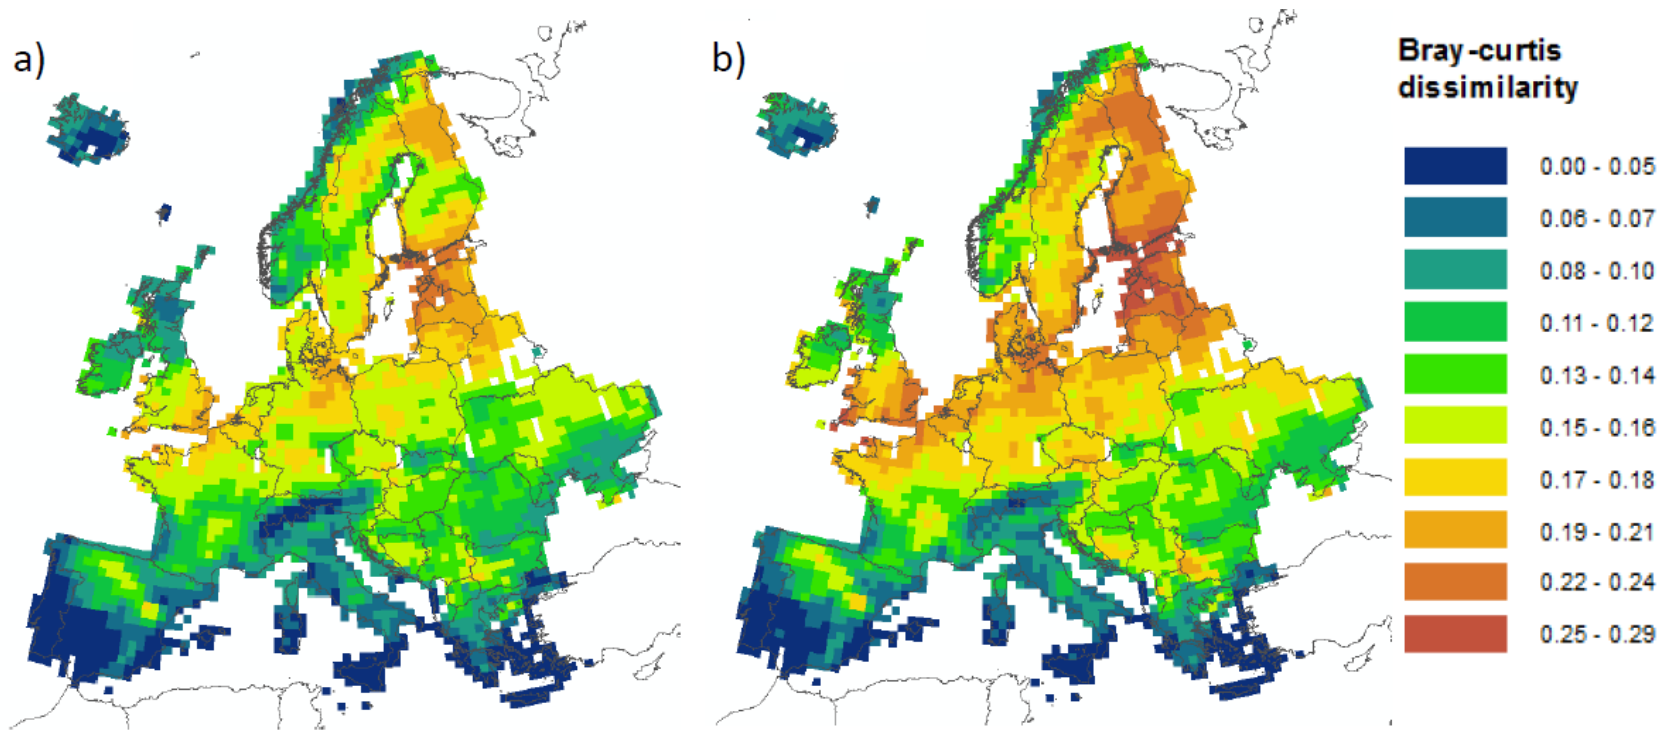 a)
b)
Bray-curtis
dissimilarity
0.00 - 0.05
0.06 - 0.07
0.08 - 0.10
0.11 - 0.12
0.13 - 0.14
0.15 - 0.16
0.17 - 0.18
0.19 - 0.21
0.22 - 0.24
0.25 - 0.29